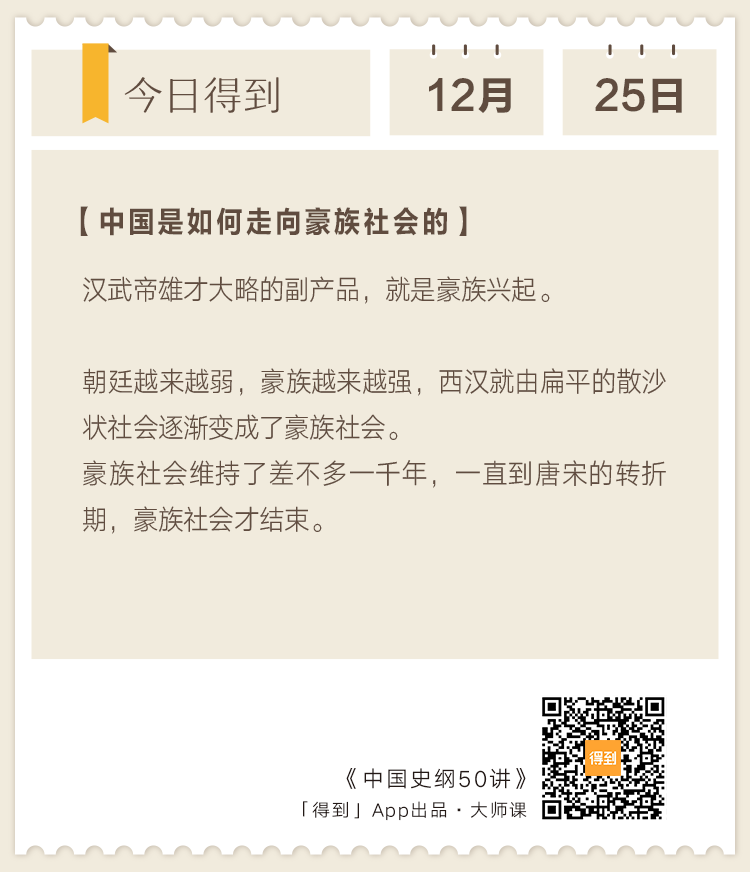 今日得到
12月
25日
【中国是如何走向豪族社会的】
汉武帝雄才大略的副产品，就是豪族兴起。
朝廷越来越弱，豪族越来越强，西汉就由扁平的散沙
状社会逐渐变成了豪族社会。
豪族社会维持了差不多一千年，一直到唐宋的转折
期，豪族社会才结束。
得到
《中国史纲50讲》
「得到」App出品·大师课